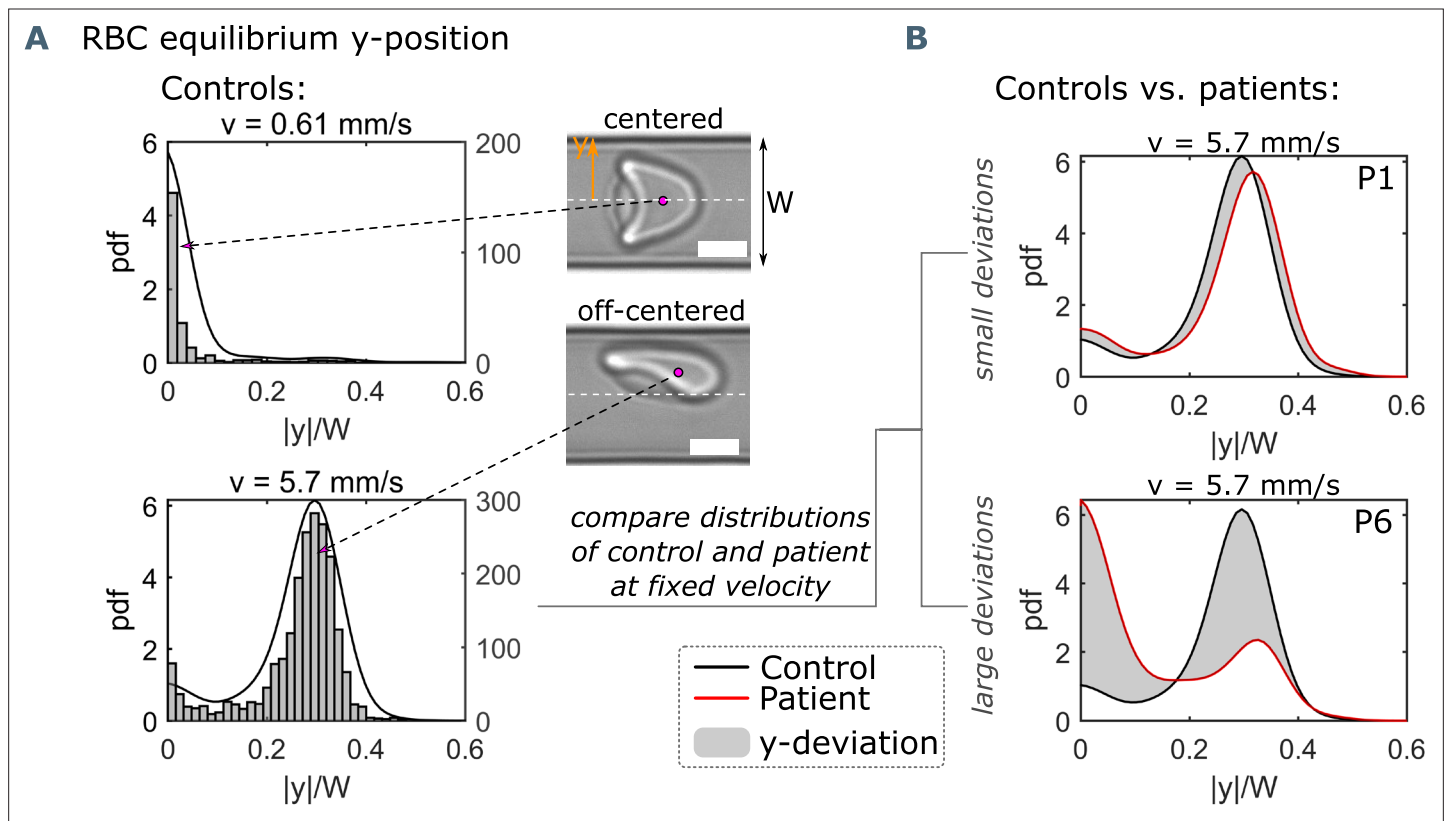 A RBC equilibrium y-position
Controls:
v = 0.61 mm/s
6
4
2
0
pdf
200
100
0
0 0.2 0.4 0.6
|y|/W
centered
y
W
off-centered
v = 5.7 mm/s
6
4
2
0
pdf
300
200
100
0
0 0.2 0.4 0.6
|y|/W
compare distributions
of control and patient
at fixed velocity
Control
Patient
y-deviation
B
Controls vs. patients:
small deviations
v = 5.7 mm/s
P1
6
4
2
0
pdf
0 0.2 0.4 0.6
|y|/W
large deviations
v = 5.7 mm/s
P6
6
4
2
0
pdf
0 0.2 0.4 0.6
|y|/W